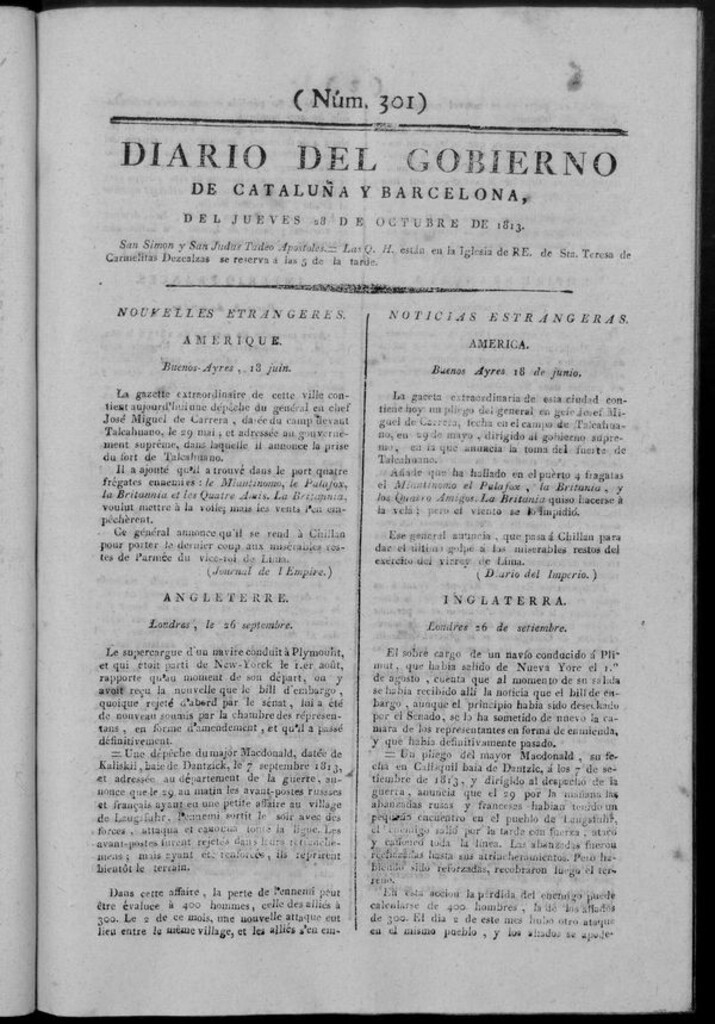 ( Núm. 301 )
DIARIO DEL GOBIERNO
DE CATALUÑA Y BARCELONA,
DEL JUEVES 28 DE OCTUBRE DE 1813.
San Simon y San Judas Tadeo Apostoles.= Las Q. H. están en la Iglesia de RE. de Sta. Teresa de
Carmelitas Descalzas se reserva á las 5 de la tarde.
NOUVELLES ETRANGERES.
AMERIQUE.
Buenos-Ayres, 18 juin.
La gazette extraordinaire de cette ville con-
tient aujourd'hui une dépêche du général en chef
José Miguel de Carrera, datée du camp devant
Talcahuano, le 29 mai, et adressée au gouverne-
ment suprême, dans laquelle il annonce la prise
du fort de Talcahuano.
Il a ajouté qu'il a trouvé dans le port quatre
frégates ennemies : le Miantinomo, le Palafox,
la Britannia et les Quatre Amis. La Britannia,
voulut mettre à la voile; mais les vents l'en em-
pêchèrent.
Ce général annonce qu'il se rend à Chillan
pour porter le dernier coup aux misérables res-
tes de l'armée du vice-roi de Lima.
(Journal de l'Empire.)
ANGLETERRE.
Londres, le 26 septembre.
Le supercargue d'un navire conduit à Plymouht,
et qui étoit parti de New-Yorck le 1.er août,
rapporte qu'au moment de son départ, on y
avoit reçu la nouvelle que le bill d'embargo,
quoique rejeté d'abord par le sénat, lui a été
de nouveau soumis par la chambre des répresen-
tans, en forme d'amendement, et qu'il a passé
définitivement.
= Une dépêche du major Macdonald, datée de
Kaliskil, baie de Dantzick, le 7 septembre 1813,
et adressée au département de la guerre, an-
nonce que le 29 au matin les avant-postes russes
et français ayant eu une petite affaire au village
de Langsfuhr, l'ennemi sortit le soir avec des
forces, attaqua et canonna toute la ligne. Les
avant-postes furent rejetés dans leurs retranche-
mens; mais ayant été renforcés, ils reprirent
bientôt le terrain.
Dans cette affaire, la perte de l'ennemi peut
être évaluée à 400 hommes, celle des alliés à
300. Le 2 de ce mois, une nouvelle attaque eut
lieu entre le même village, et les alliés s'en em-
NOTICIAS ESTRANGERAS.
AMERICA.
Buenos Ayres 18 de junio.
La gaceta extraordinaria de esta ciudad con-
tiene hoy un pliego del general en gefe Josef Mi-
guel de Carrera, fecha en el campo de Talcahua-
no, en 29 de mayo, dirigido al gobierno supre-
mo, en la que anuncia la toma del fuerte de
Talcahuano.
Añade que ha hallado en el puerto 4 fragatas
el Miantinomo el Palafox, la Britania, y
los Quatro Amigos. La Britania quiso hacerse á
la vela; pero el viento se lo impidió.
Ese general anuncia, que pasa á Chillan para
dar el último golpe á las miserables restos del
exército del virrey de Lima.
( Diario del Imperio. )
INGLATERRA.
Londres 26 de setiembre.
El sobre cargo de un navío conducido á Pli-
mut, que habia salido de Nueva Yorc el 1.º
de agosto, cuenta que al momento de su salida
se habia recibido allí la noticia que el bill de em-
bargo, aunque el principio habia sido desechado
por el Senado, se lo ha sometido de nuevo la ca-
mara de los representantes en forma de enmienda,
y que habia definitivamente pasado.
= Un pliego del mayor Macdonald, su fe-
cha en Caliquil baia de Dantzic, á los 7 de se-
tiembre de 1813, y dirigido al despacho de la
guerra, anuncia que el 29 por la mañana las
abanzadas rusas y franceses habian tenido un
pequeño encuentro en el pueblo de Langsfuhr,
el enemigo salió por la tarde con fuerza, atacó
y cañoneó toda la línea. Las abanzadas fueron
rechazadas hasta sus atrincheramientos. Pero ha-
biendo sido reforzadas, recobraron luego el ter-
reno.
En esta accion la pérdida del enemigo puede
calcularse de 400 hombres, la de los aliados
de 300. El dia 2 de este mes hubo otro ataque
en el mismo pueblo, y los aliados se apode-